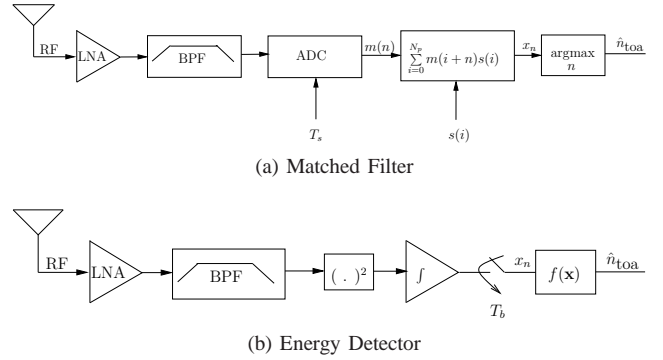 RF
LNA
BPF
ADC
m(n)
∑_{i=0}^{N_p} m(i+n)s(i)
x_n
argmax
n
n̂_toa
T_s
s(i)
(a) Matched Filter
RF
LNA
BPF
( . )²
∫
T_b
x_n
f(x)
n̂_toa
(b) Energy Detector